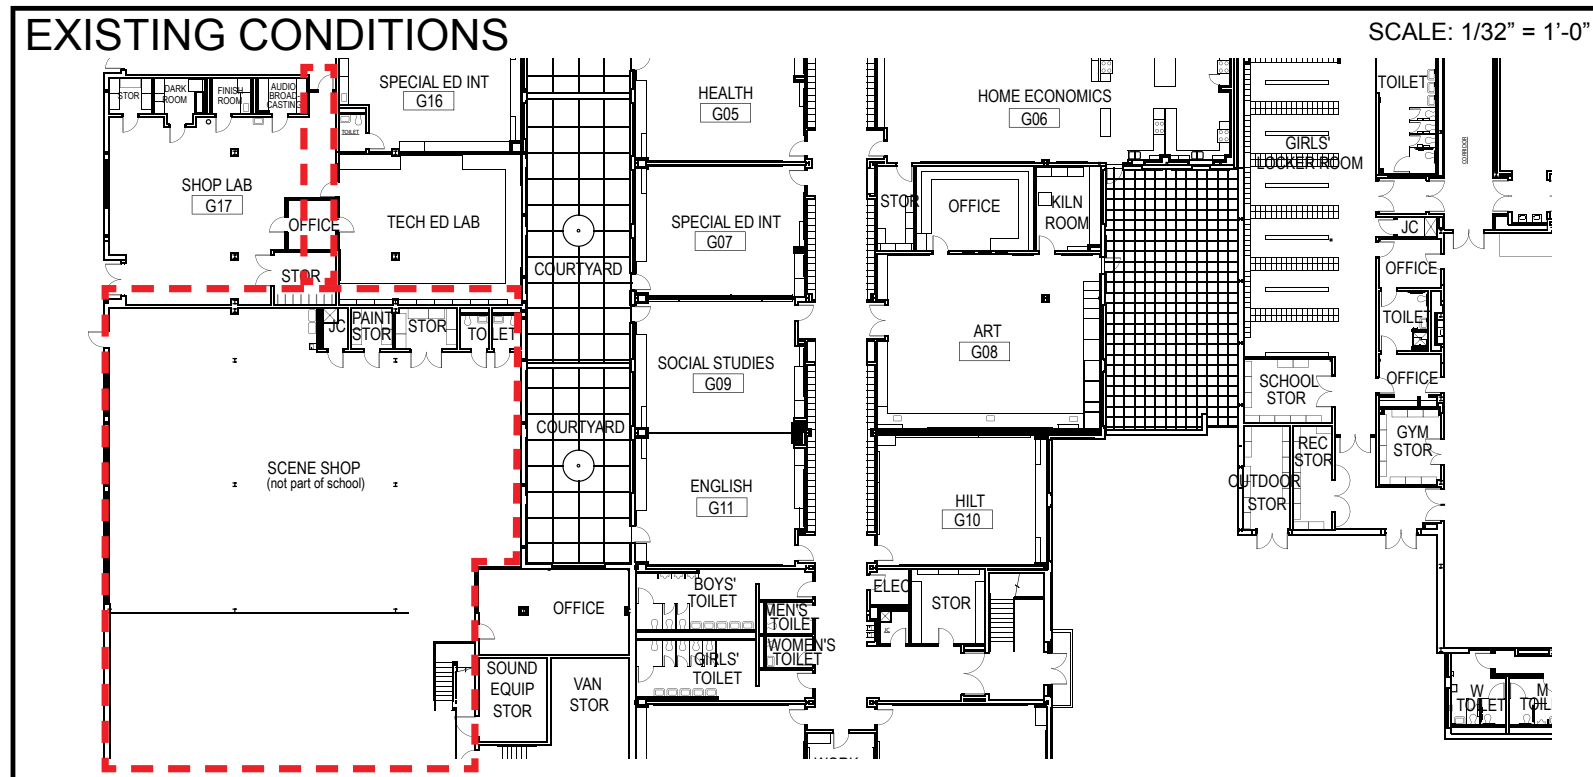 EXISTING CONDITIONS
SCALE: 1/32” = 1’-0”
STOR
DARK
ROOM
FINISH
ROOM
AUDIO
BROAD-
CASTING
SPECIAL ED INT
G16
TOILET
HEALTH
G05
HOME ECONOMICS
G06
TOILET
CORRIDOR
GIRLS'
LOCKER ROOM
SHOP LAB
G17
OFFICE
STOR
TECH ED LAB
COURTYARD
SPECIAL ED INT
G07
STOR
OFFICE
KILN
ROOM
JC
OFFICE
TOILET
OFFICE
JC
PAINT
STOR
STOR
TOILET
SOCIAL STUDIES
G09
ART
G08
SCHOOL
STOR
COURTYARD
GYM
STOR
REC
STOR
OUTDOOR
STOR
SCENE SHOP
(not part of school)
ENGLISH
G11
HILT
G10
OFFICE
BOYS'
TOILET
MEN'S
TOILET
WOMEN'S
TOILET
GIRLS'
TOILET
ELEC
JC
STOR
SOUND
EQUIP
STOR
VAN
STOR
W
TOILET
M
TOIL
WORK